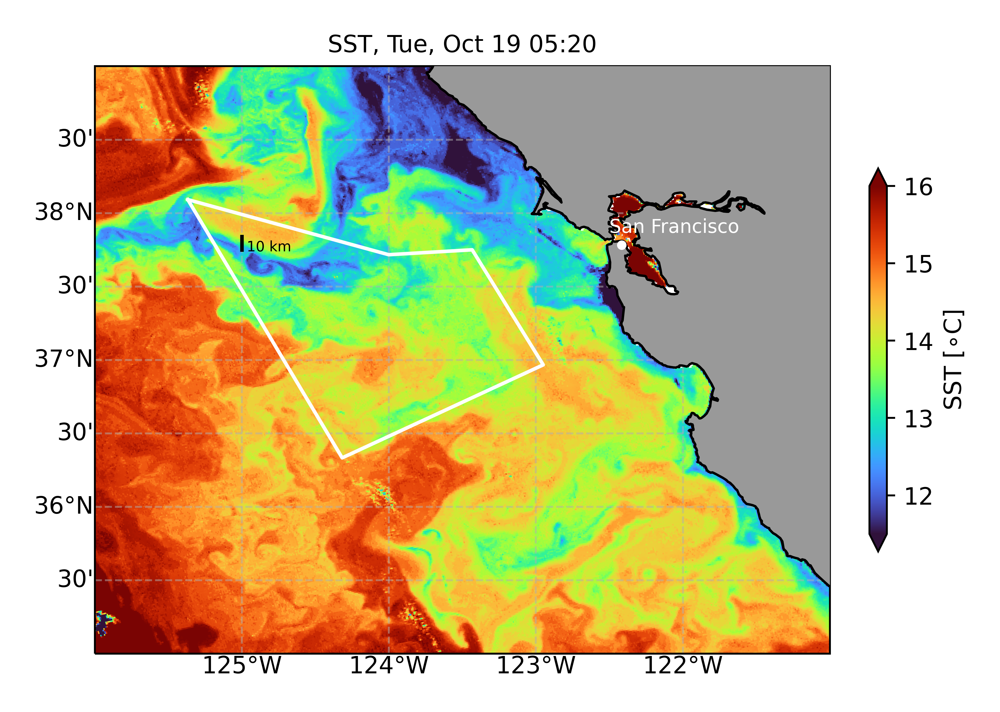 SST, Tue, Oct 19 05:20
30'
38°N
30'
37°N
30'
36°N
30'
125°W
124°W
123°W
122°W
10 km
San Francisco
16
15
14
13
12
SST [∘C]